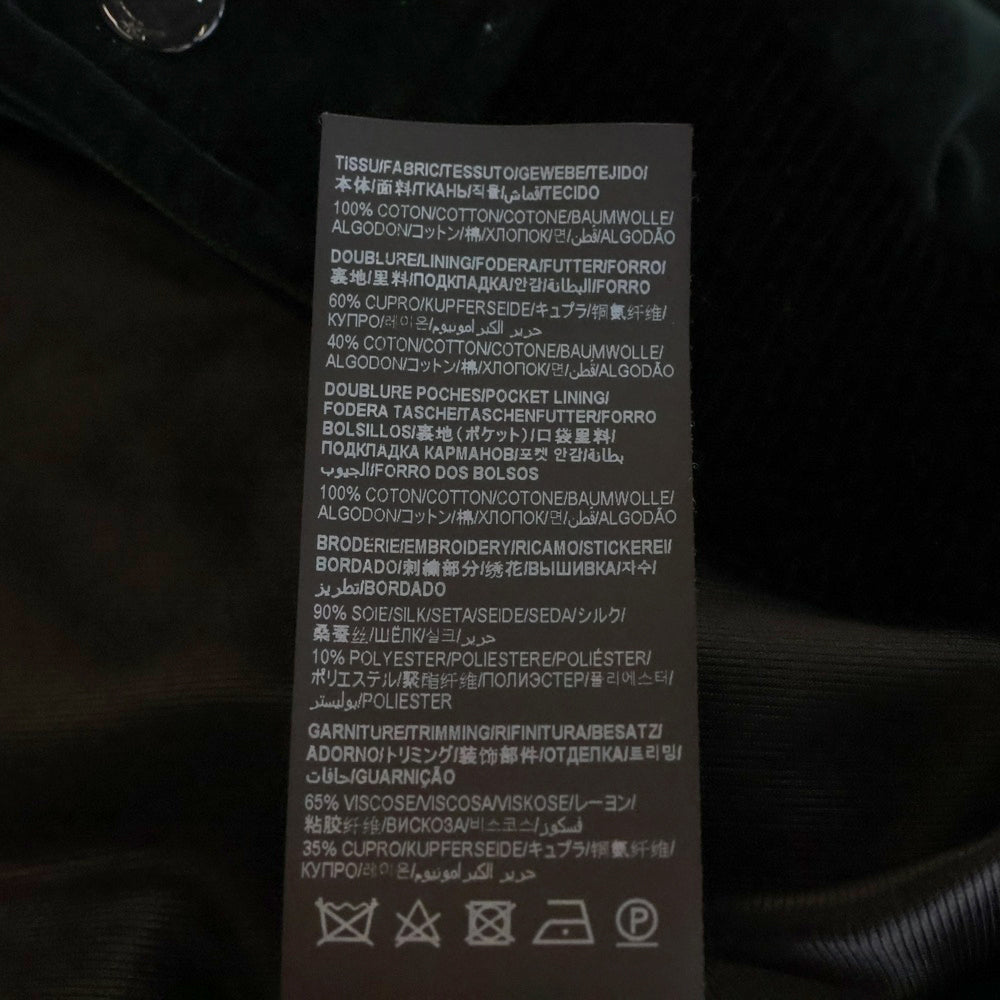 TISSU/FABRIC/TESSUTO/GEWEBE/TEJIDO/
本体/面料/ТКАНЬ/직물/قماش/TECIDO
100% COTON/COTTON/COTONE/BAUMWOLLE/
ALGODON/コットン/棉/ХЛОПОК/면/قطن/ALGODÃO
DOUBLURE/LINING/FODERA/FUTTER/FORRO/
裏地/里料/ПОДКЛАДКА/안감/البطانة/FORRO
60% CUPRO/KUPFERSEIDE/キュプラ/铜氨纤维/
КУПРО/레이온/حرير الكبرامونيوم
40% COTON/COTTON/COTONE/BAUMWOLLE/
ALGODON/コットン/棉/ХЛОПОК/면/قطن/ALGODÃO
DOUBLURE POCHES/POCKET LINING/
FODERA TASCHE/TASCHENFUTTER/FORRO
BOLSILLOS/裏地(ポケット)/口袋里料/
ПОДКЛАДКА КАРМАНОВ/포켓 안감/بطانة
الجيوب/FORRO DOS BOLSOS
100% COTON/COTTON/COTONE/BAUMWOLLE/
ALGODON/コットン/棉/ХЛОПОК/면/قطن/ALGODÃO
BRODERIE/EMBROIDERY/RICAMO/STICKEREI/
BORDADO/刺繍部分/绣花/ВЫШИВКА/자수/
تطريز/BORDADO
90% SOIE/SILK/SETA/SEIDE/SEDA/シルク/
桑蚕丝/ШЁЛК/실크/حرير
10% POLYESTER/POLIESTERE/POLIÉSTER/
ポリエステル/聚酯纤维/ПОЛИЭСТЕР/폴리에스터/
بوليستر/POLIESTER
GARNITURE/TRIMMING/RIFINITURA/BESATZ/
ADORNO/トリミング/装饰部件/ОТДЕЛКА/트리밍/
حافات/GUARNIÇÃO
65% VISCOSE/VISCOSA/VISKOSE/レーヨン/
粘胶纤维/ВИСКОЗА/비스코스/فسكوز
35% CUPRO/KUPFERSEIDE/キュプラ/铜氨纤维/
КУПРО/레이온/حرير الكبرامونيوم
P